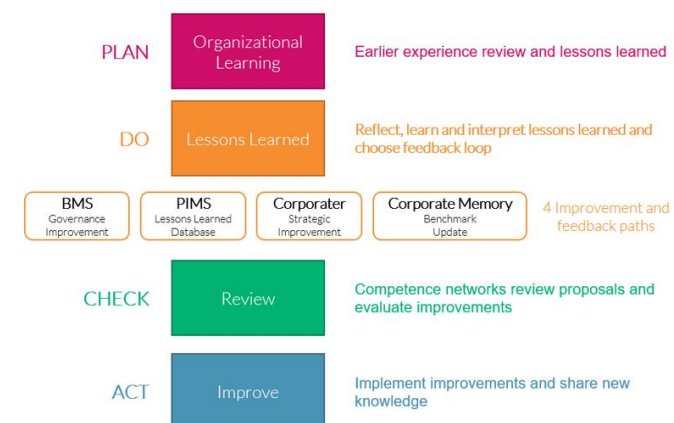 PLAN
Organizational
Learning
Earlier experience review and lessons learned
DO
Lessons Learned
Reflect, learn and interpret lessons learned and
choose feedback loop
BMS
Governance
Improvement
PIMS
Lessons Learned
Database
Corporater
Strategic
Improvement
Corporate Memory
Benchmark
Update
4 Improvement and
feedback paths
CHECK
Review
Competence networks review proposals and
evaluate improvements
ACT
Improve
Implement improvements and share new
knowledge